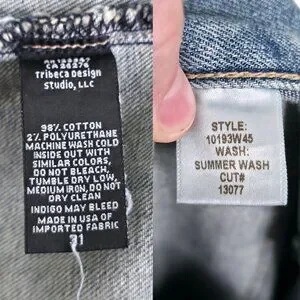 CA26276
Tribeca Design
Studio, LLC
98% COTTON
2% POLYURETHANE
MACHINE WASH COLD
INSIDE OUT WITH
SIMILAR COLORS,
DO NOT BLEACH,
TUMBLE DRY LOW,
MEDIUM IRON, DO NOT
DRY CLEAN
INDIGO MAY BLEED
MADE IN USA OF
IMPORTED FABRIC
31
STYLE:
10193W45
WASH:
SUMMER WASH
CUT#
13077